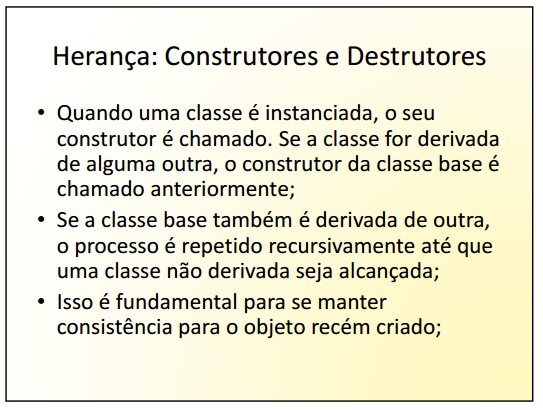 Herança: Construtores e Destrutores
• Quando uma classe é instanciada, o seu
construtor é chamado. Se a classe for derivada
de alguma outra, o construtor da classe base é
chamado anteriormente;
• Se a classe base também é derivada de outra,
o processo é repetido recursivamente até que
uma classe não derivada seja alcançada;
• Isso é fundamental para se manter
consistência para o objeto recém criado;